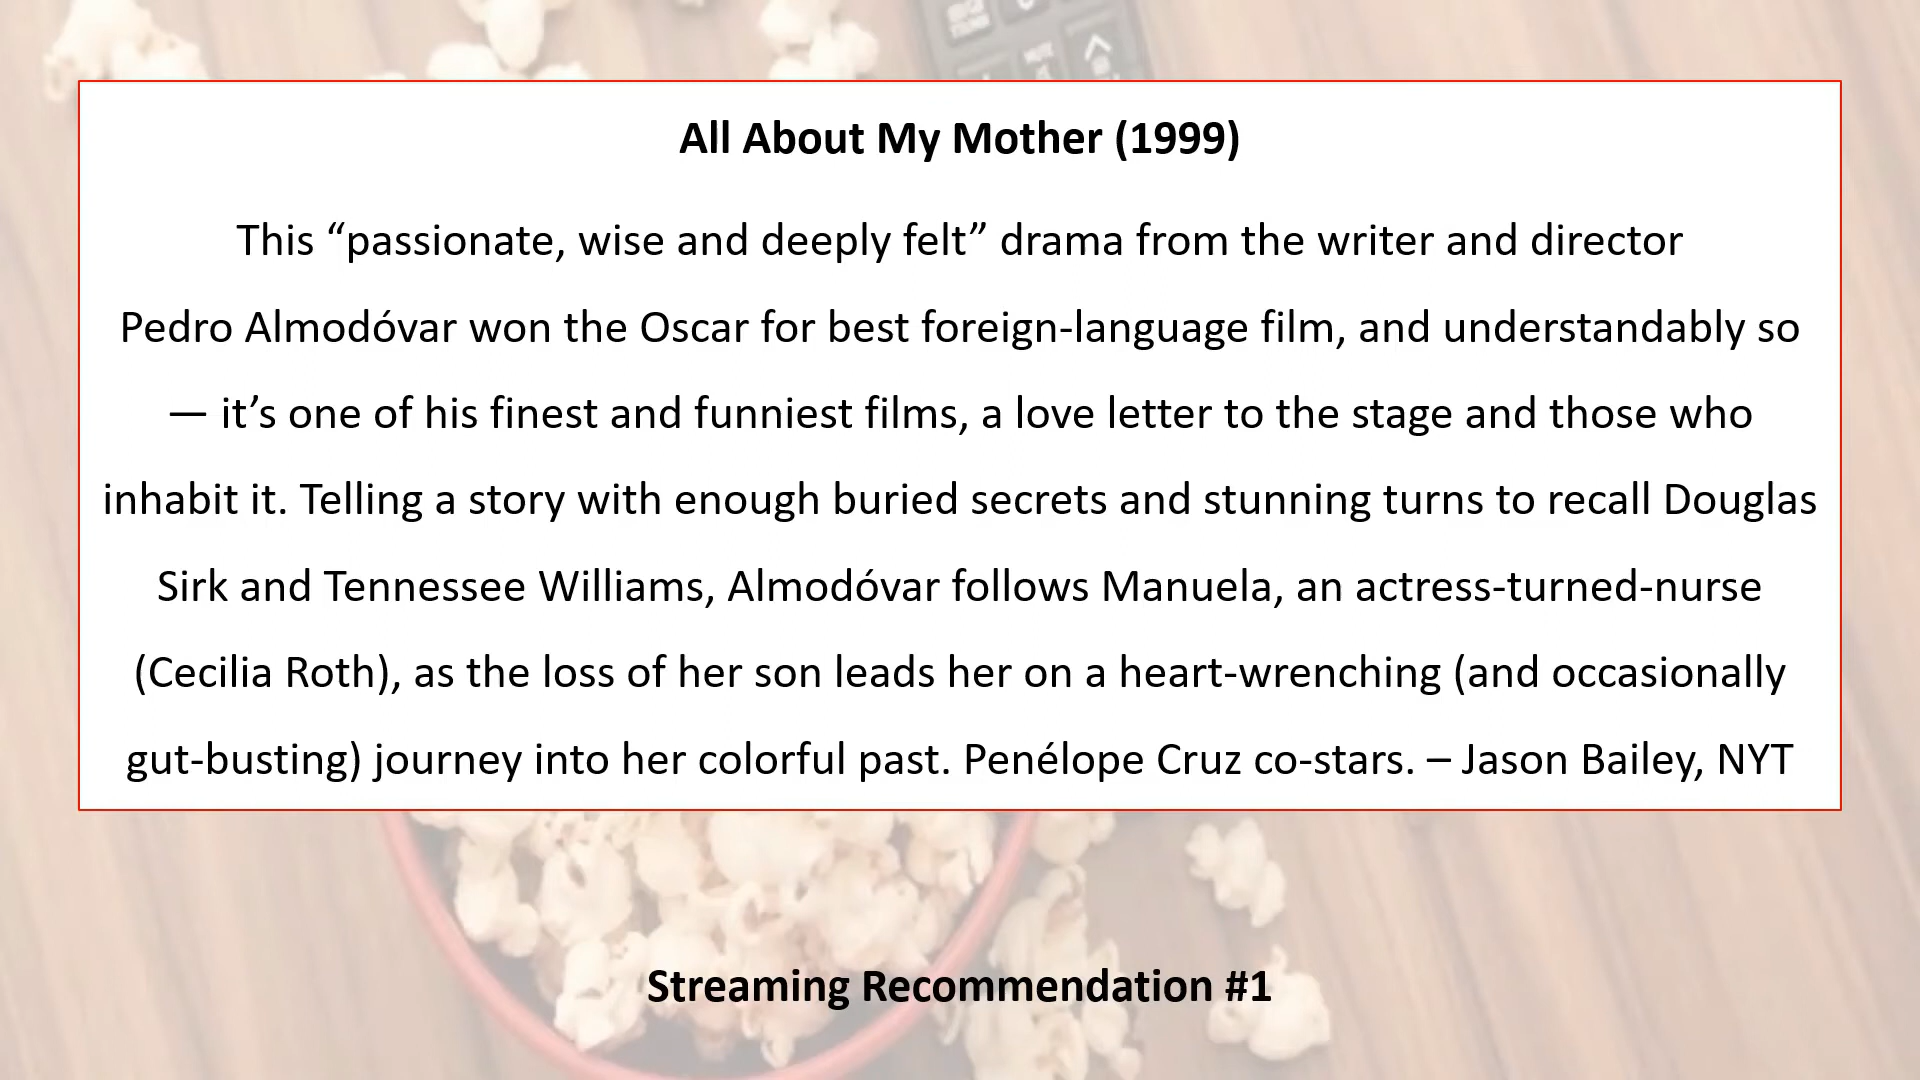 All About My Mother (1999)
This “passionate, wise and deeply felt” drama from the writer and director
Pedro Almodóvar won the Oscar for best foreign-language film, and understandably so
— it’s one of his finest and funniest films, a love letter to the stage and those who
inhabit it. Telling a story with enough buried secrets and stunning turns to recall Douglas
Sirk and Tennessee Williams, Almodóvar follows Manuela, an actress-turned-nurse
(Cecilia Roth), as the loss of her son leads her on a heart-wrenching (and occasionally
gut-busting) journey into her colorful past. Penélope Cruz co-stars. – Jason Bailey, NYT
Streaming Recommendation #1